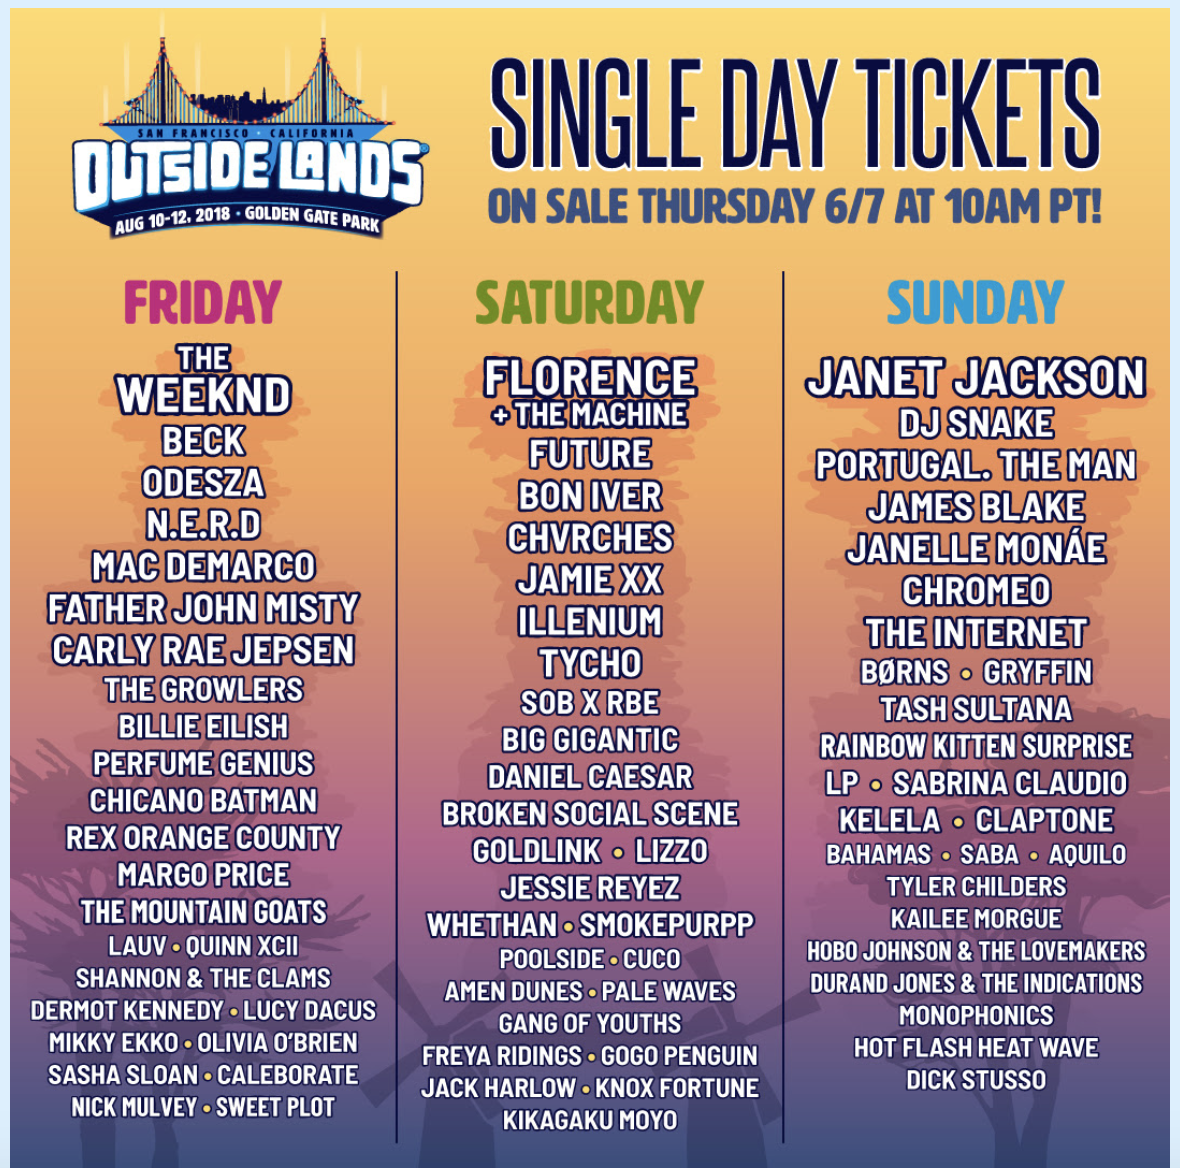 SAN FRANCISCO · CALIFORNIA
OUTSIDE LANDS®
AUG 10-12, 2018 · GOLDEN GATE PARK
SINGLE DAY TICKETS
ON SALE THURSDAY 6/7 AT 10AM PT!
FRIDAY
THE
WEEKND
BECK
ODESZA
N.E.R.D
MAC DEMARCO
FATHER JOHN MISTY
CARLY RAE JEPSEN
THE GROWLERS
BILLIE EILISH
PERFUME GENIUS
CHICANO BATMAN
REX ORANGE COUNTY
MARGO PRICE
THE MOUNTAIN GOATS
LAUV • QUINN XCII
SHANNON & THE CLAMS
DERMOT KENNEDY • LUCY DACUS
MIKKY EKKO • OLIVIA O'BRIEN
SASHA SLOAN • CALEBORATE
NICK MULVEY • SWEET PLOT
SATURDAY
FLORENCE
+ THE MACHINE
FUTURE
BON IVER
CHVRCHES
JAMIE XX
ILLENIUM
TYCHO
SOB X RBE
BIG GIGANTIC
DANIEL CAESAR
BROKEN SOCIAL SCENE
GOLDLINK • LIZZO
JESSIE REYEZ
WHETHAN • SMOKEPURPP
POOLSIDE • CUCO
AMEN DUNES • PALE WAVES
GANG OF YOUTHS
FREYA RIDINGS • GOGO PENGUIN
JACK HARLOW • KNOX FORTUNE
KIKAGAKU MOYO
SUNDAY
JANET JACKSON
DJ SNAKE
PORTUGAL. THE MAN
JAMES BLAKE
JANELLE MONÁE
CHROMEO
THE INTERNET
BØRNS • GRYFFIN
TASH SULTANA
RAINBOW KITTEN SURPRISE
LP • SABRINA CLAUDIO
KELELA • CLAPTONE
BAHAMAS • SABA • AQUILO
TYLER CHILDERS
KAILEE MORGUE
HOBO JOHNSON & THE LOVEMAKERS
DURAND JONES & THE INDICATIONS
MONOPHONICS
HOT FLASH HEAT WAVE
DICK STUSSO